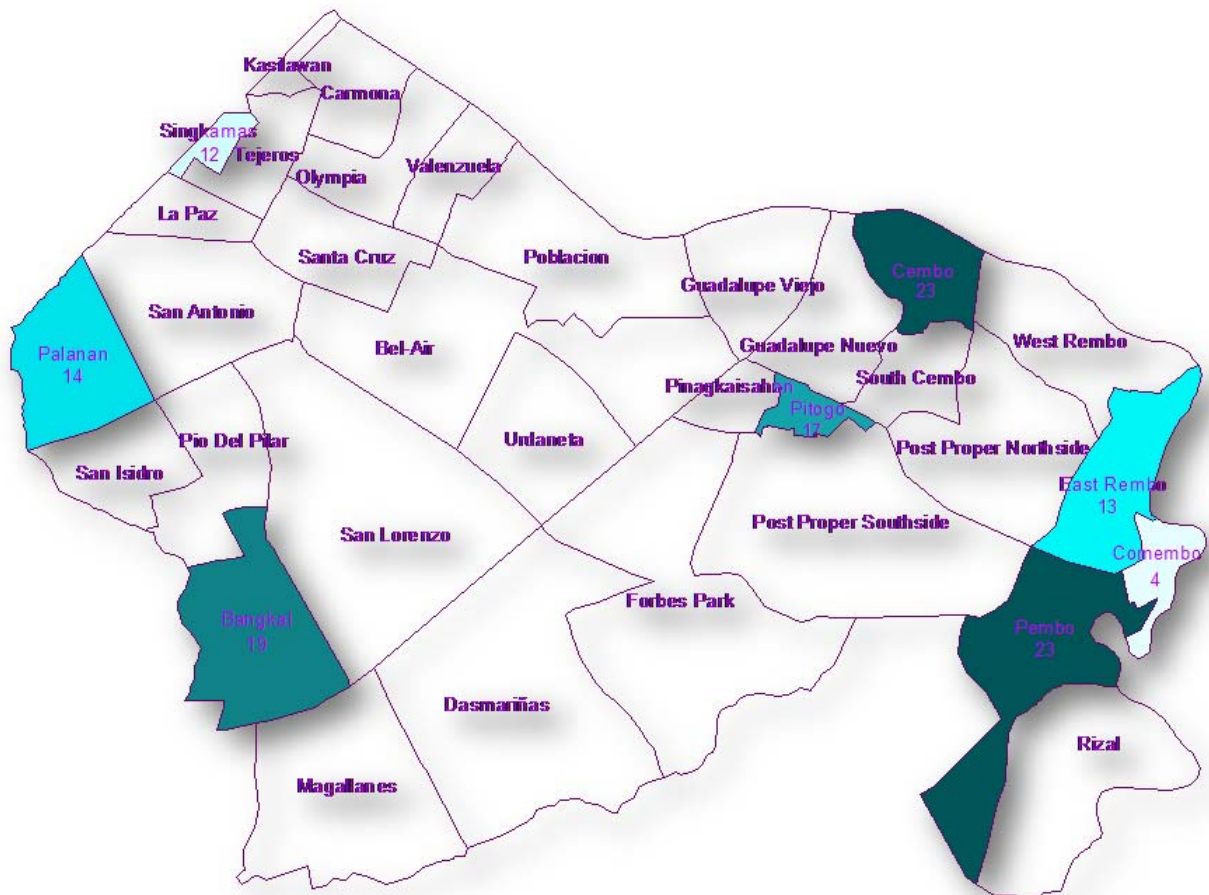 Kasilawan
Carmona
Singkamas
12
Tejeros
Valenzuela
Olympia
La Paz
Santa Cruz
Poblacion
Guadalupe Viejo
Cembo
23
San Antonio
Bel-Air
Guadalupe Nuevo
West Rembo
Palanan
14
South Cembo
Pinagkaisahan
Pitogo
17
Urdaneta
Pio Del Pilar
Post Proper Northside
San Isidro
East Rembo
13
San Lorenzo
Post Proper Southside
Comembo
4
Forbes Park
Bangkal
19
Pembo
23
Dasmariñas
Rizal
Magallanes